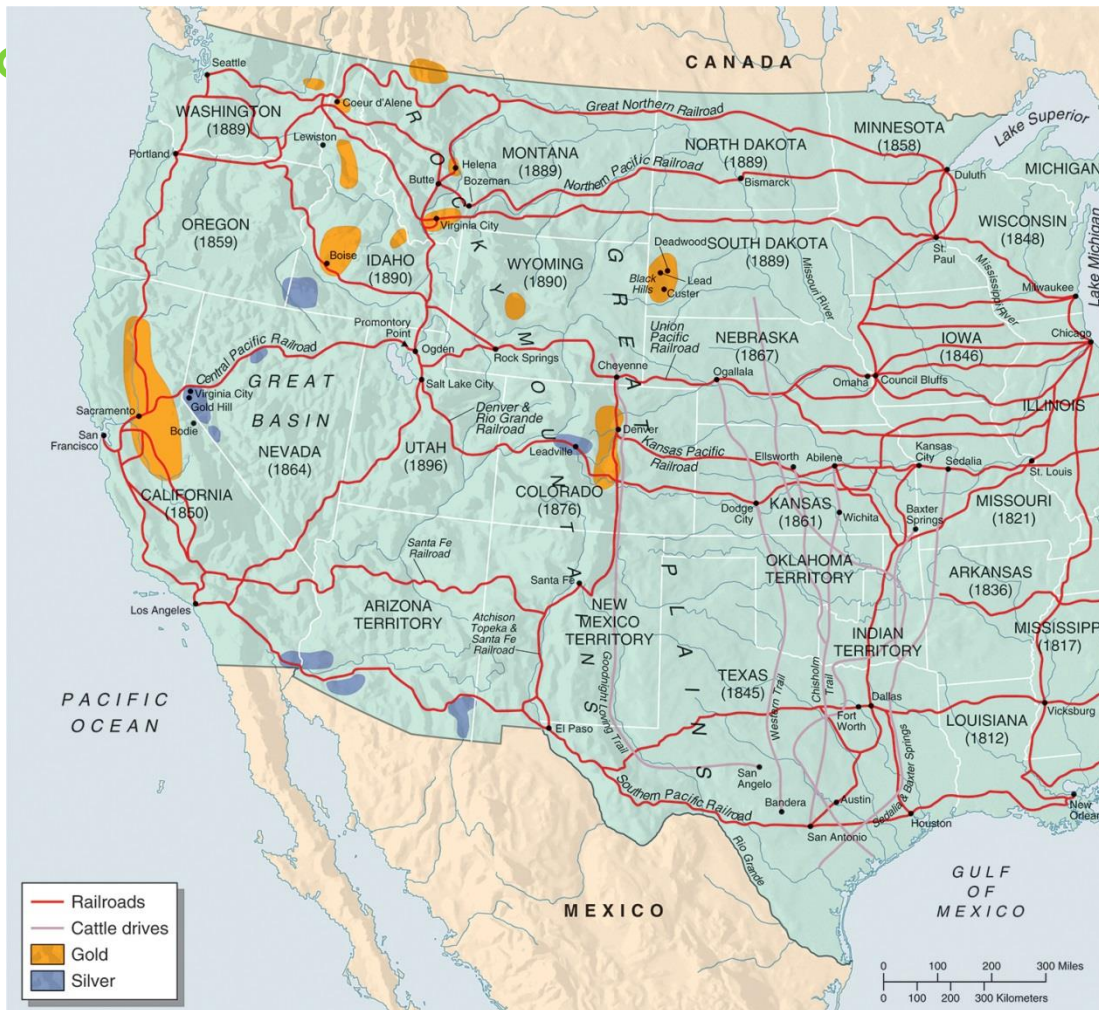 CANADA
Seattle
WASHINGTON
(1889)
Coeur d'Alene
Lewiston
Portland
Great Northern Railroad
MINNESOTA
(1858)
Lake Superior
NORTH DAKOTA
(1889)
MONTANA
(1889)
Helena
Butte
Bozeman
Northern Pacific Railroad
Bismarck
Duluth
MICHIGAN
OREGON
(1859)
Virginia City
WISCONSIN
(1848)
St.
Paul
Boise
IDAHO
(1890)
WYOMING
(1890)
Deadwood
SOUTH DAKOTA
(1889)
Black
Hills
Lead
Custer
Missouri River
Mississippi River
Lake Michigan
Milwaukee
Chicago
ROCKY MOUNTAINS
GREAT PLAINS
Promontory
Point
Ogden
Rock Springs
Union
Pacific
Railroad
NEBRASKA
(1867)
IOWA
(1846)
Central Pacific Railroad
GREAT
BASIN
Salt Lake City
Cheyenne
Ogallala
Omaha
Council Bluffs
ILLINOIS
Virginia City
Gold Hill
Sacramento
San
Francisco
Bodie
NEVADA
(1864)
Denver &
Rio Grande
Railroad
UTAH
(1896)
Leadville
Denver
Kansas Pacific
Railroad
Ellsworth
Abilene
Kansas
City
Sedalia
St. Louis
CALIFORNIA
(1850)
COLORADO
(1876)
Dodge
City
KANSAS
(1861)
Wichita
Baxter
Springs
MISSOURI
(1821)
Santa Fe
Railroad
Santa Fe
OKLAHOMA
TERRITORY
ARKANSAS
(1836)
Los Angeles
ARIZONA
TERRITORY
Atchison
Topeka &
Santa Fe
Railroad
NEW
MEXICO
TERRITORY
INDIAN
TERRITORY
MISSISSIPP
(1817)
Goodnight Loving Trail
TEXAS
(1845)
Western Trail
Chisholm
Trail
Dallas
Fort
Worth
Vicksburg
LOUISIANA
(1812)
PACIFIC
OCEAN
El Paso
San
Angelo
Sedalia & Baxter Springs
Southern Pacific Railroad
Bandera
Austin
San Antonio
Houston
New
Orlean
Rio Grande
MEXICO
GULF
OF
MEXICO
Railroads
Cattle drives
Gold
Silver
0 100 200 300 Miles
0 100 200 300 Kilometers